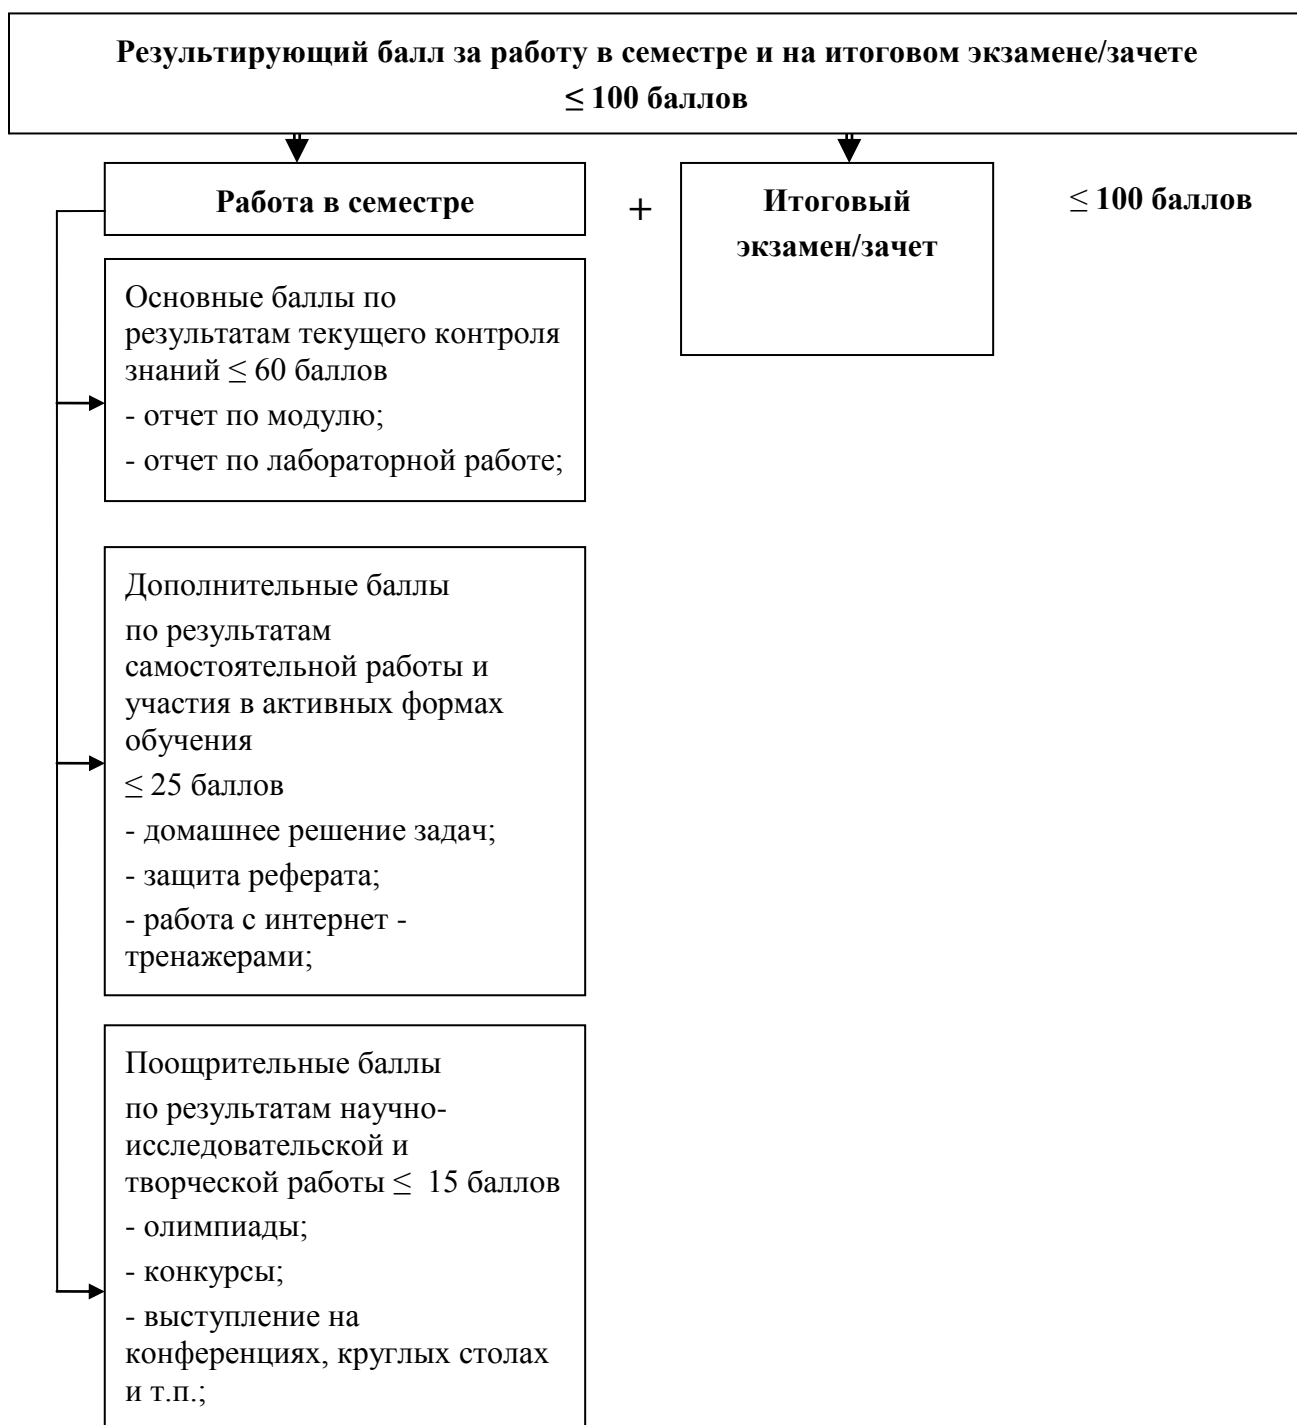 Результирующий балл за работу в семестре и на итоговом экзамене/зачете
≤ 100 баллов
Работа в семестре
+
Итоговый
экзамен/зачет
≤ 100 баллов
Основные баллы по
результатам текущего контроля
знаний ≤ 60 баллов
- отчет по модулю;
- отчет по лабораторной работе;
Дополнительные баллы
по результатам
самостоятельной работы и
участия в активных формах
обучения
≤ 25 баллов
- домашнее решение задач;
- защита реферата;
- работа с интернет -
тренажерами;
Поощрительные баллы
по результатам научно-
исследовательской и
творческой работы ≤ 15 баллов
- олимпиады;
- конкурсы;
- выступление на
конференциях, круглых столах
и т.п.;